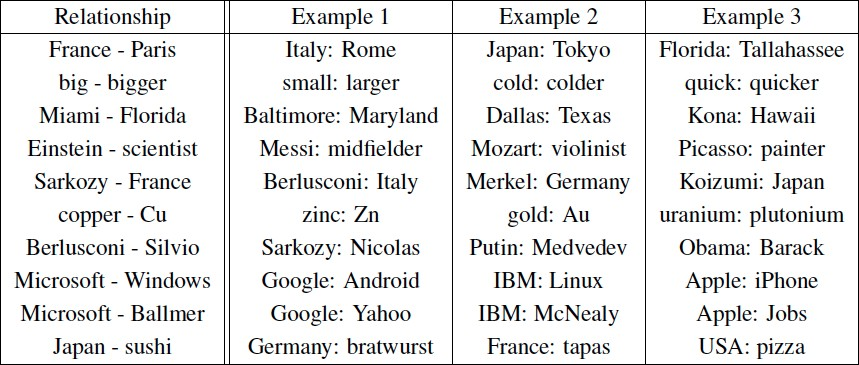 Relationship Example 1 Example 2 Example 3
France - Paris Italy: Rome Japan: Tokyo Florida: Tallahassee
big - bigger small: larger cold: colder quick: quicker
Miami - Florida Baltimore: Maryland Dallas: Texas Kona: Hawaii
Einstein - scientist Messi: midfielder Mozart: violinist Picasso: painter
Sarkozy - France Berlusconi: Italy Merkel: Germany Koizumi: Japan
copper - Cu zinc: Zn gold: Au uranium: plutonium
Berlusconi - Silvio Sarkozy: Nicolas Putin: Medvedev Obama: Barack
Microsoft - Windows Google: Android IBM: Linux Apple: iPhone
Microsoft - Ballmer Google: Yahoo IBM: McNealy Apple: Jobs
Japan - sushi Germany: bratwurst France: tapas USA: pizza